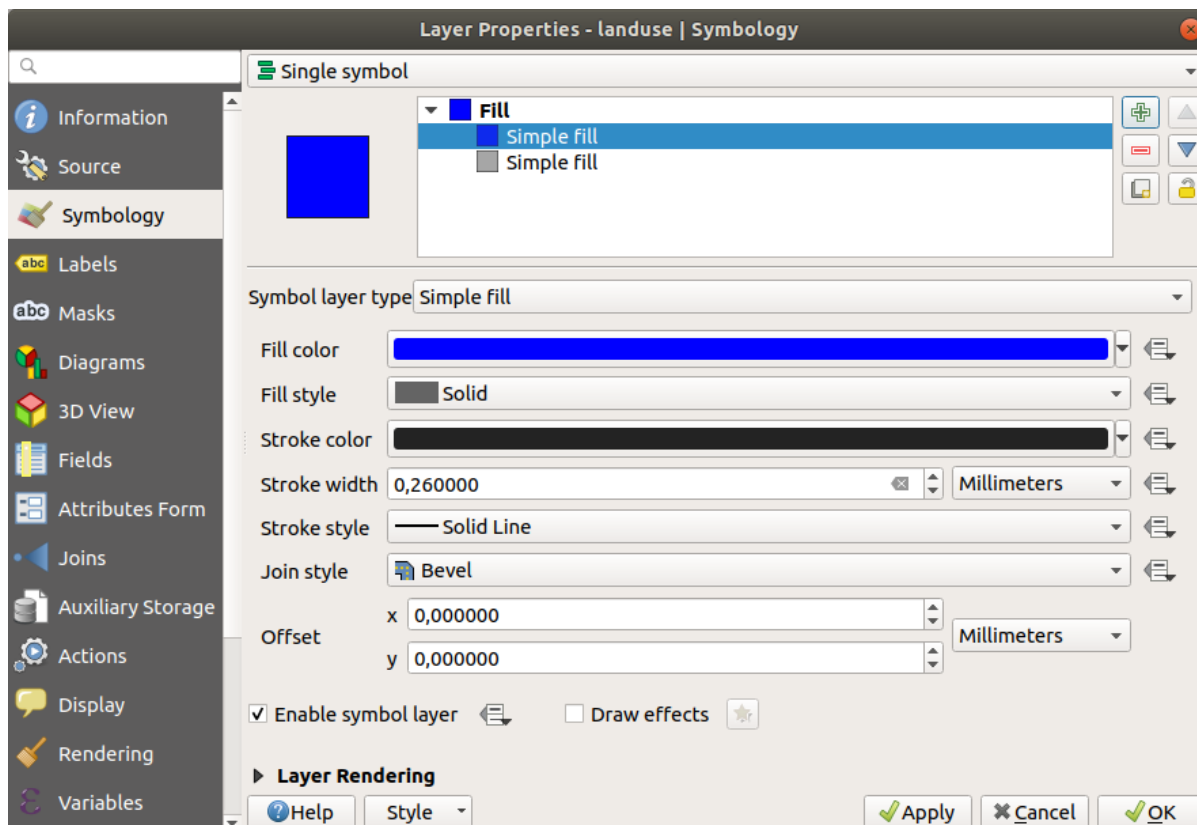 Layer Properties - landuse | Symbology
Information
Source
Symbology
abc Labels
abc Masks
Diagrams
3D View
Fields
Attributes Form
Joins
Auxiliary Storage
Actions
Display
Rendering
Variables
Single symbol
Fill
Simple fill
Simple fill
Symbol layer type Simple fill
Fill color
Fill style Solid
Stroke color
Stroke width 0,260000 Millimeters
Stroke style Solid Line
Join style Bevel
Offset
x 0,000000
y 0,000000
Millimeters
Enable symbol layer Draw effects
Layer Rendering
Help Style Apply Cancel OK